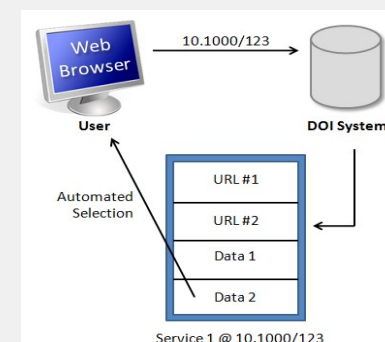 Web
Browser
10.1000/123
User
DOI System
URL #1
Automated
Selection
URL #2
Data 1
Data 2
Service 1 @ 10.1000/123